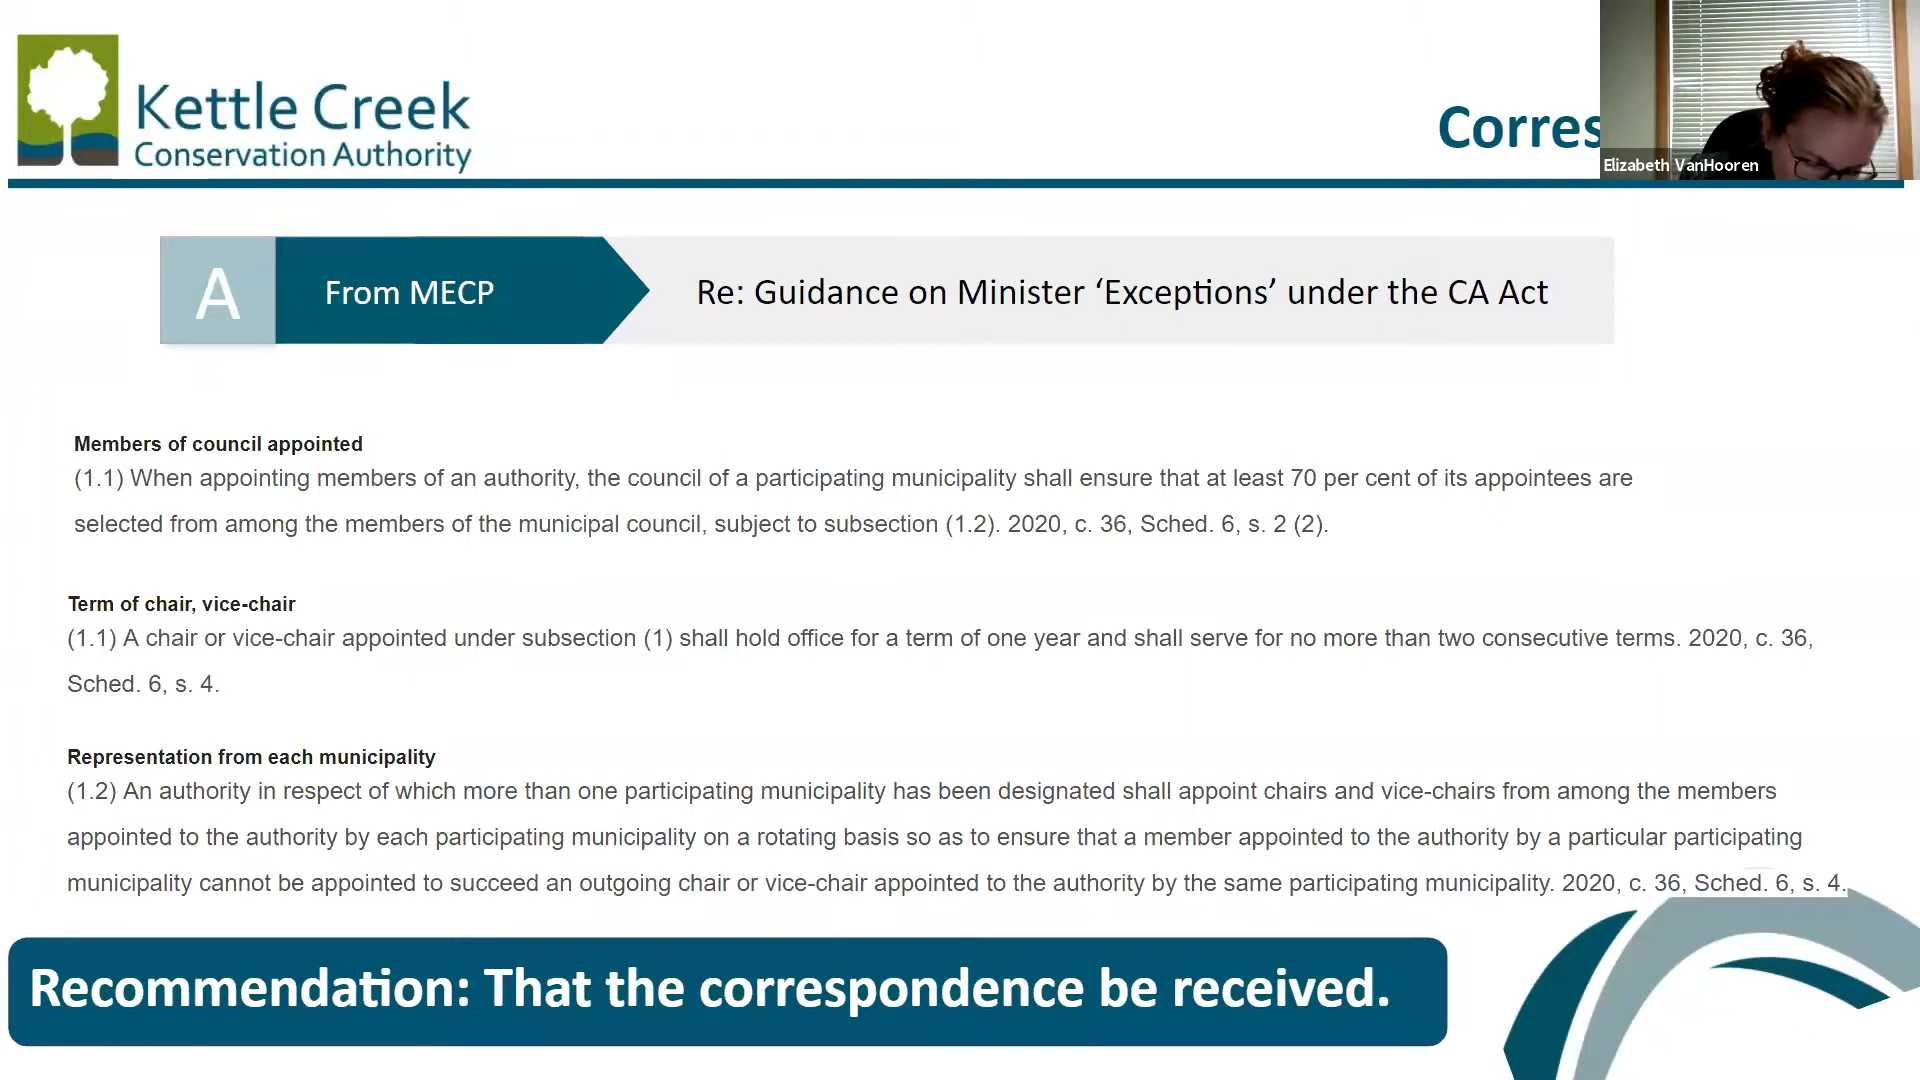 Kettle Creek
Conservation Authority
Corres
Elizabeth VanHooren
A
From MECP
Re: Guidance on Minister ‘Exceptions’ under the CA Act
Members of council appointed
(1.1) When appointing members of an authority, the council of a participating municipality shall ensure that at least 70 per cent of its appointees are
selected from among the members of the municipal council, subject to subsection (1.2). 2020, c. 36, Sched. 6, s. 2 (2).
Term of chair, vice-chair
(1.1) A chair or vice-chair appointed under subsection (1) shall hold office for a term of one year and shall serve for no more than two consecutive terms. 2020, c. 36,
Sched. 6, s. 4.
Representation from each municipality
(1.2) An authority in respect of which more than one participating municipality has been designated shall appoint chairs and vice-chairs from among the members
appointed to the authority by each participating municipality on a rotating basis so as to ensure that a member appointed to the authority by a particular participating
municipality cannot be appointed to succeed an outgoing chair or vice-chair appointed to the authority by the same participating municipality. 2020, c. 36, Sched. 6, s. 4.
Recommendation: That the correspondence be received.